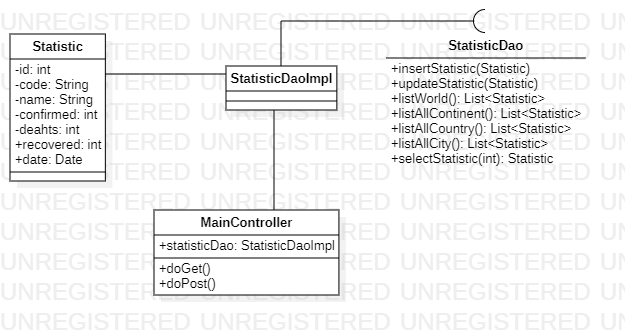 Statistic
-id: int
-code: String
-name: String
-confirmed: int
-deahts: int
+recovered: int
+date: Date
StatisticDaoImpl
StatisticDao
+insertStatistic(Statistic)
+updateStatistic(Statistic)
+listWorld(): List<Statistic>
+listAllContinent(): List<Statistic>
+listAllCountry(): List<Statistic>
+listAllCity(): List<Statistic>
+selectStatistic(int): Statistic
MainController
+statisticDao: StatisticDaoImpl
+doGet()
+doPost()
UNREGISTERED UNREGISTERED UNREGISTERED